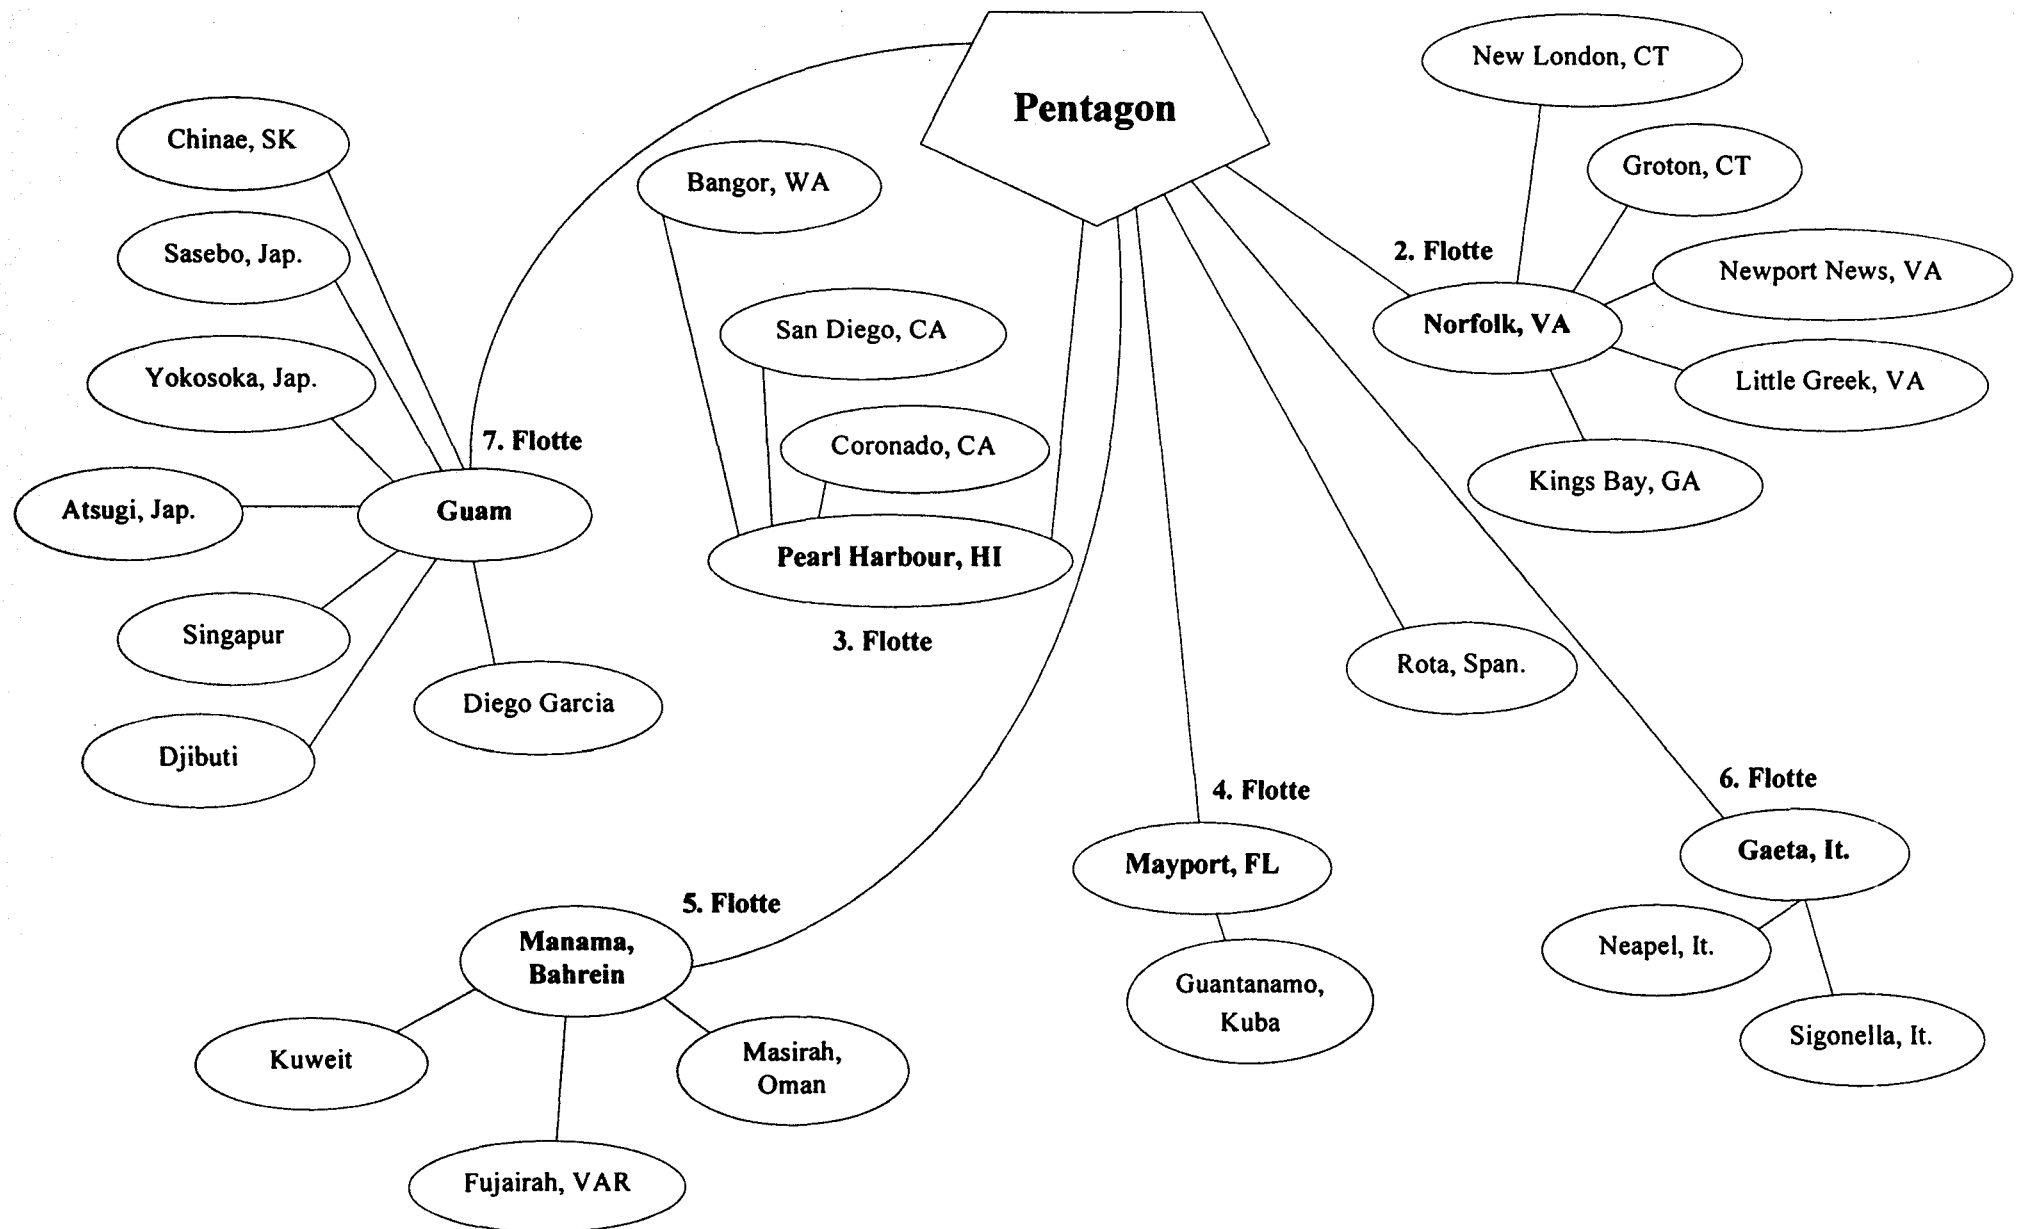 Pentagon
New London, CT
Groton, CT
Chinae, SK
Bangor, WA
2. Flotte
Newport News, VA
Sasebo, Jap.
San Diego, CA
Norfolk, VA
Yokosoka, Jap.
Little Greek, VA
7. Flotte
Coronado, CA
Kings Bay, GA
Atsugi, Jap.
Guam
Pearl Harbour, HI
Singapur
3. Flotte
Rota, Span.
Diego Garcia
Djibuti
4. Flotte
6. Flotte
Mayport, FL
Gaeta, It.
5. Flotte
Manama,
Bahrein
Neapel, It.
Guantanamo,
Kuba
Sigonella, It.
Kuweit
Masirah,
Oman
Fujairah, VAR